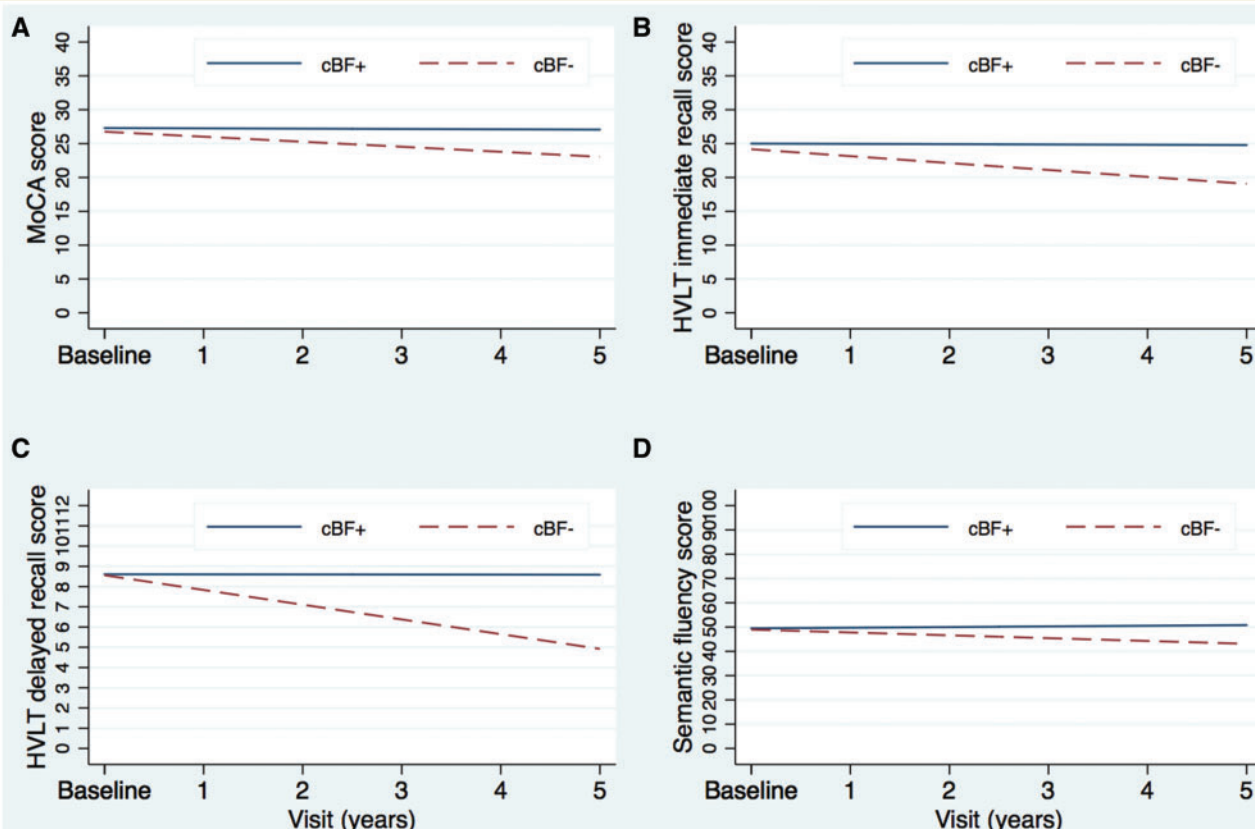 A
MoCA score
40
35
30
25
20
15
10
5
0
cBF+ cBF-
Baseline 1 2 3 4 5
B
HVLT immediate recall score
40
35
30
25
20
15
10
5
0
cBF+ cBF-
Baseline 1 2 3 4 5
C
HVLT delayed recall score
12
11
10
9
8
7
6
5
4
3
2
1
0
cBF+ cBF-
Baseline 1 2 3 4 5
Visit (years)
D
Semantic fluency score
100
90
80
70
60
50
40
30
20
10
0
cBF+ cBF-
Baseline 1 2 3 4 5
Visit (years)